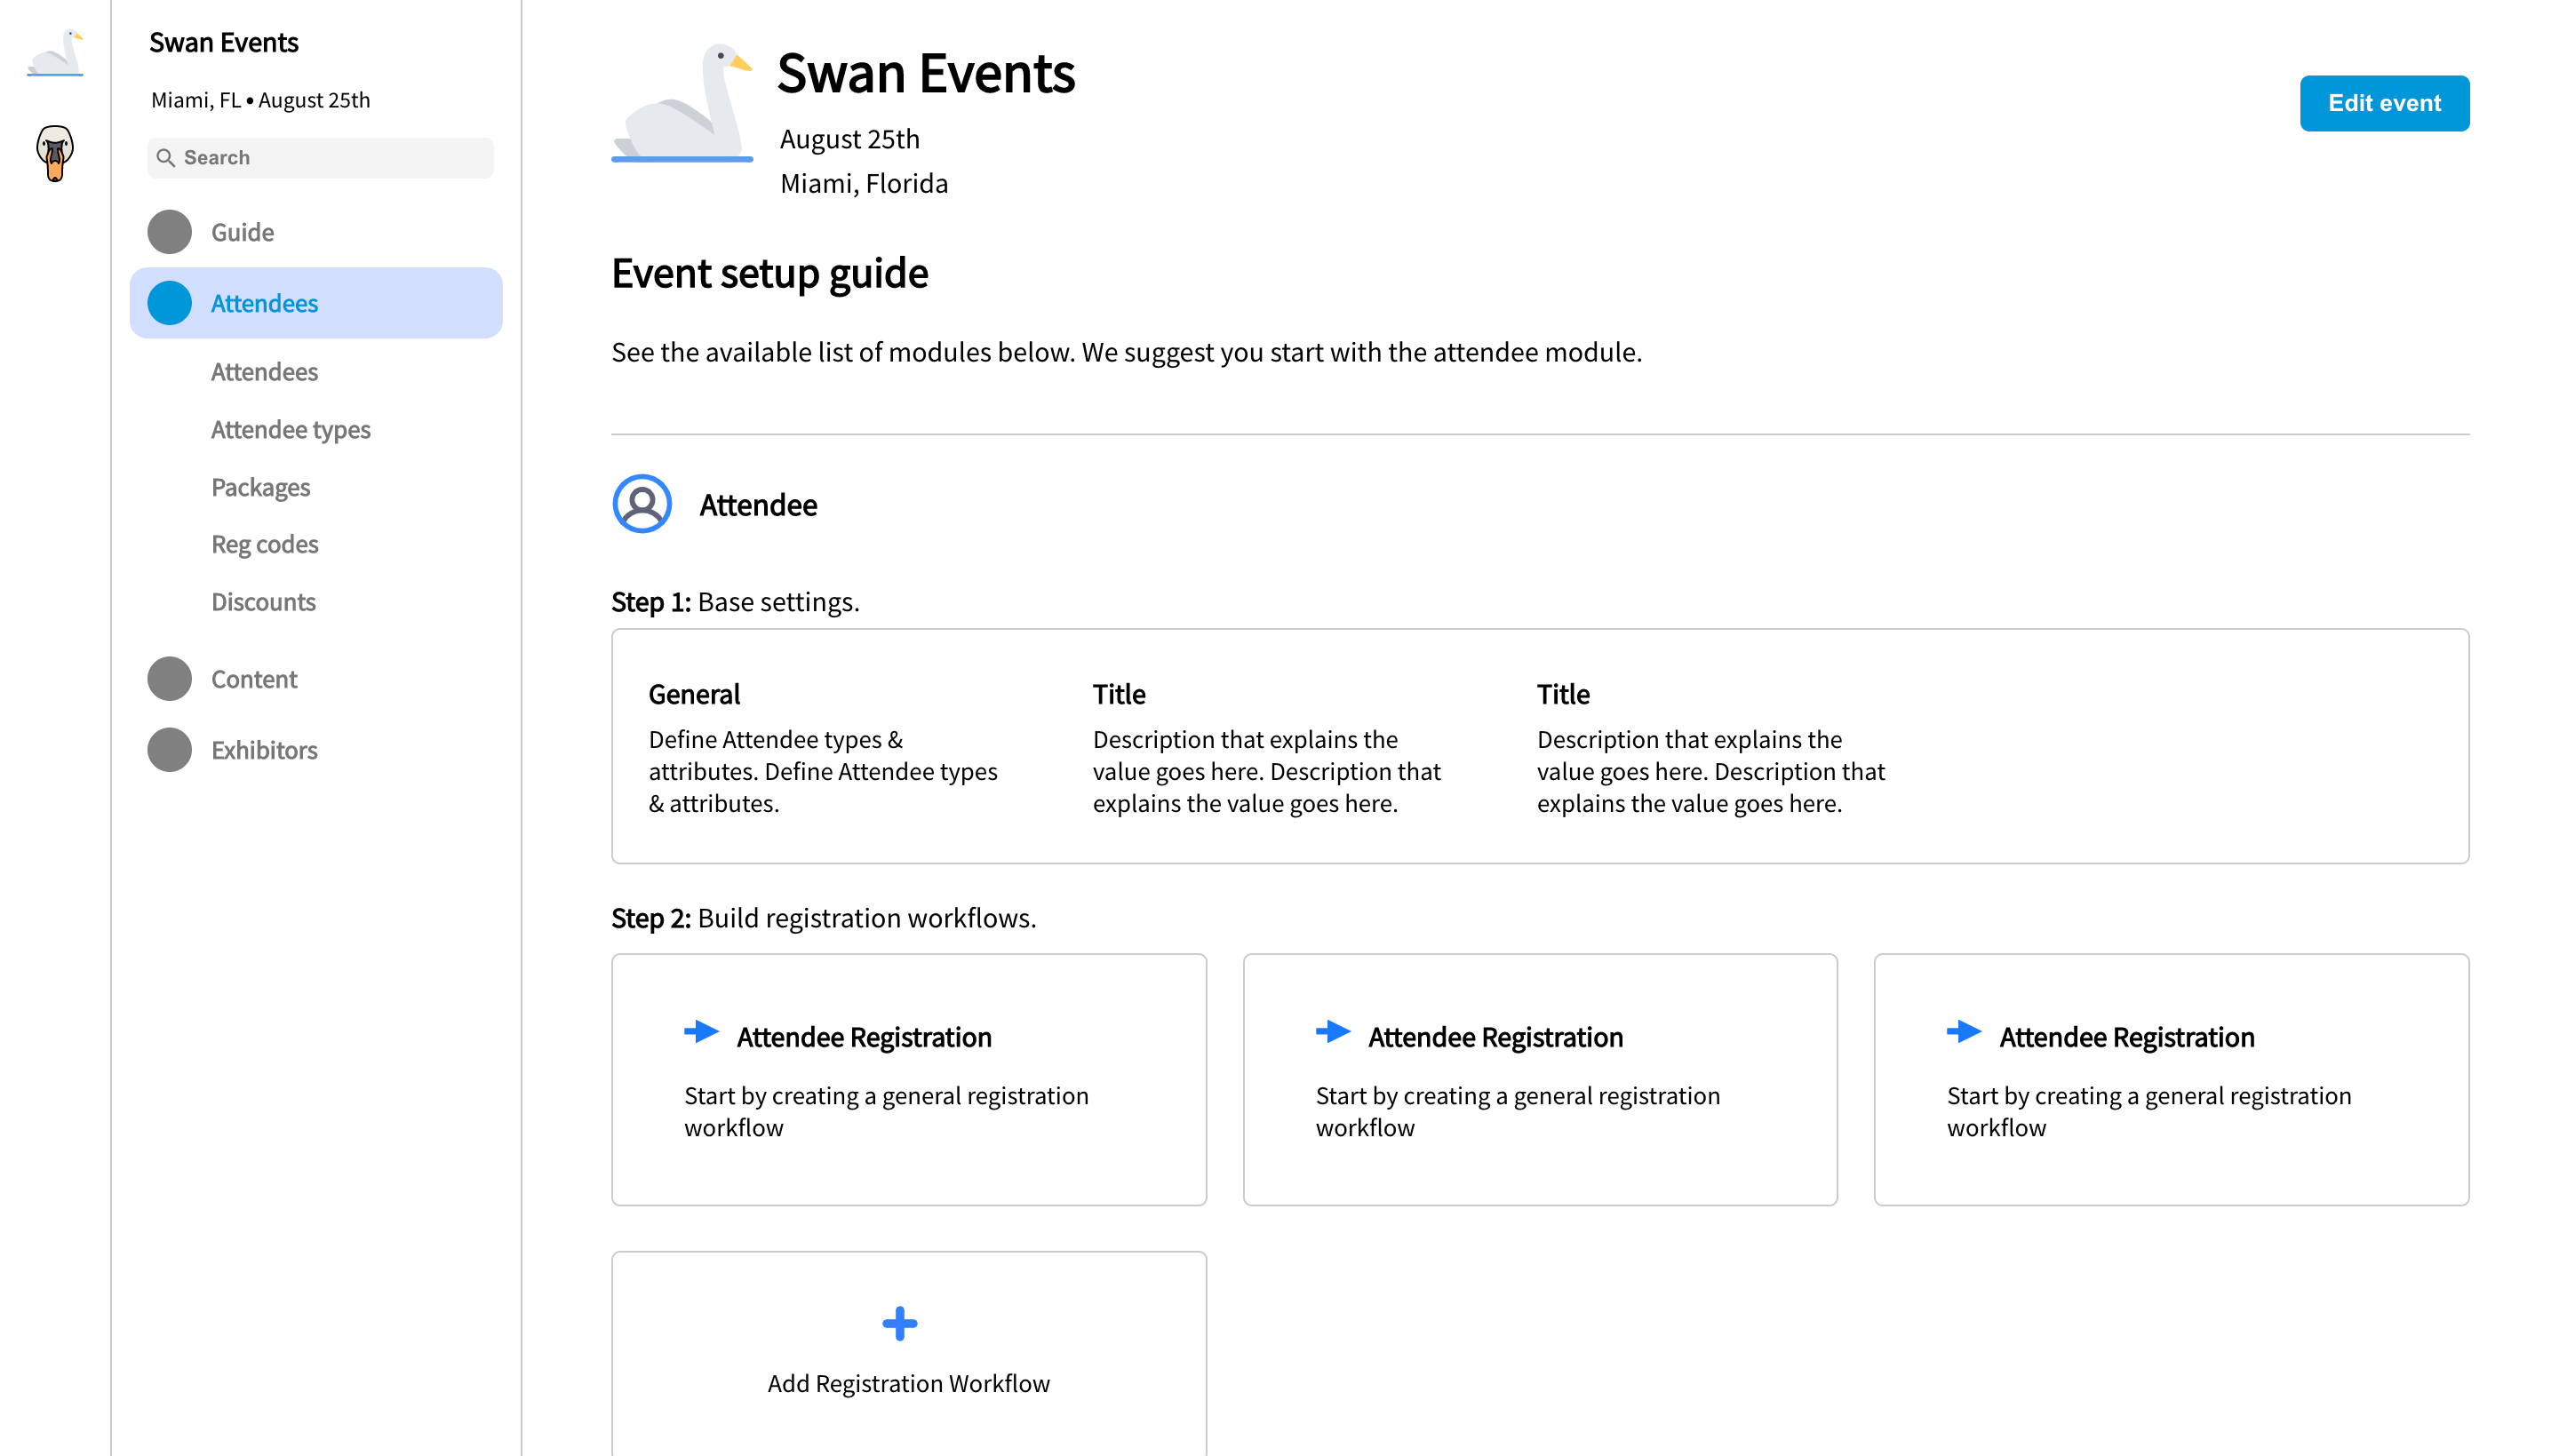 Swan Events
Miami, FL • August 25th
Search
Guide
Attendees
Attendees
Attendee types
Packages
Reg codes
Discounts
Content
Exhibitors
Swan Events
August 25th
Miami, Florida
Edit event
Event setup guide
See the available list of modules below. We suggest you start with the attendee module.
Attendee
Step 1: Base settings.
General
Define Attendee types &
attributes. Define Attendee types
& attributes.
Title
Description that explains the
value goes here. Description that
explains the value goes here.
Title
Description that explains the
value goes here. Description that
explains the value goes here.
Step 2: Build registration workflows.
Attendee Registration
Start by creating a general registration
workflow
Attendee Registration
Start by creating a general registration
workflow
Attendee Registration
Start by creating a general registration
workflow
Add Registration Workflow